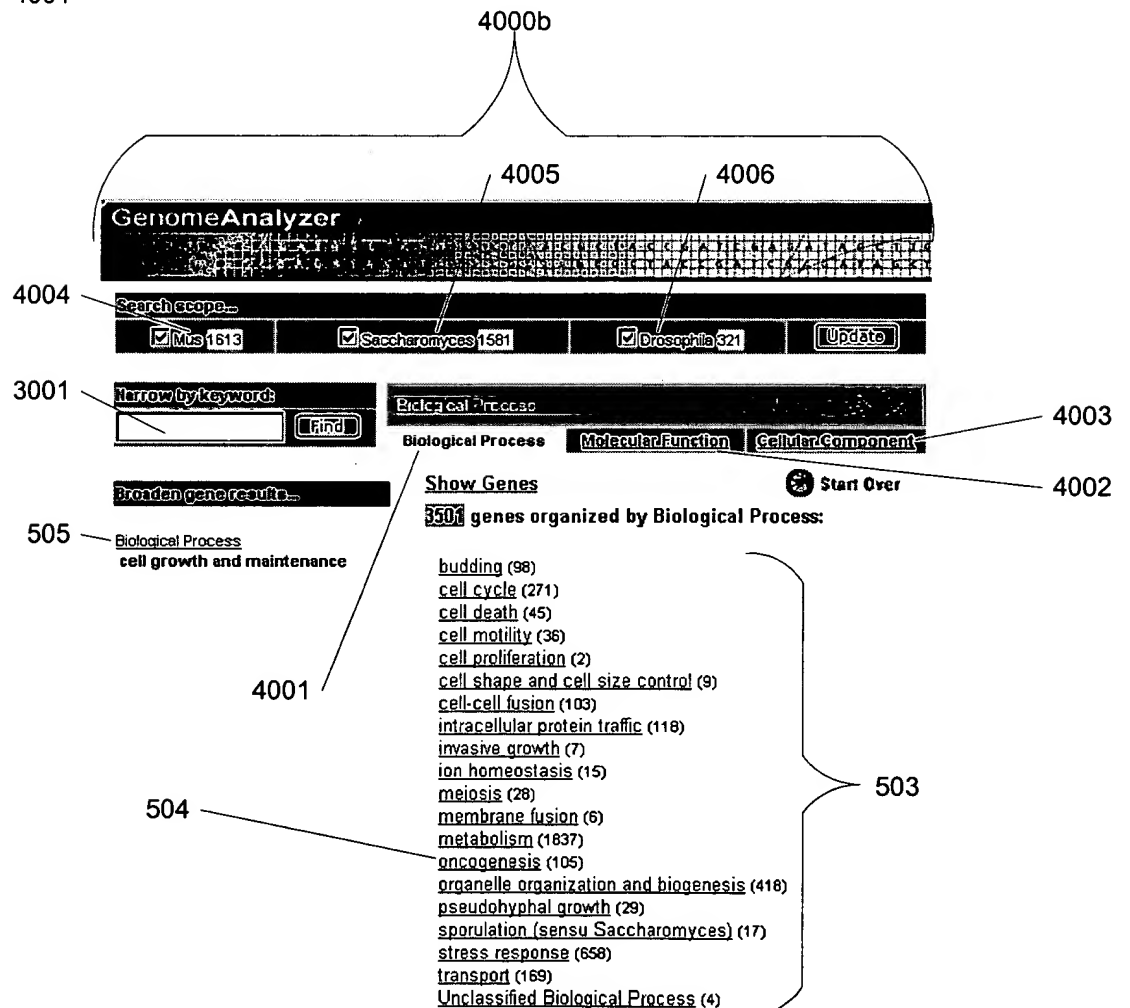 4000b
4005
4006
GenomeAnalyzer
4004
Search scope...
Mus 1613
Saccharomyces 1581
Drosophila 321
Update
3001
Narrow by keyword:
Find
Biological Process
4003
Biological Process
Molecular Function
Cellular Component
4002
Broaden gene results...
Show Genes
Start Over
3501 genes organized by Biological Process:
505
Biological Process
cell growth and maintenance
budding (98)
cell cycle (271)
cell death (45)
cell motility (36)
cell proliferation (2)
4001
cell shape and cell size control (9)
cell-cell fusion (103)
intracellular protein traffic (118)
invasive growth (7)
ion homeostasis (15)
503
meiosis (28)
504
membrane fusion (6)
metabolism (1837)
oncogenesis (105)
organelle organization and biogenesis (418)
pseudohyphal growth (29)
sporulation (sensu Saccharomyces) (17)
stress response (658)
transport (169)
Unclassified Biological Process (4)